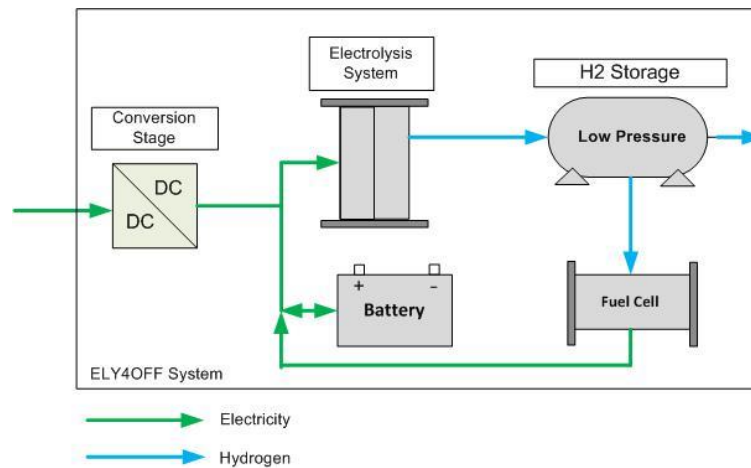 Electrolysis
System
H2 Storage
Conversion
Stage
Low Pressure
DC
DC
+ -
Battery
Fuel Cell
ELY4OFF System
Electricity
Hydrogen